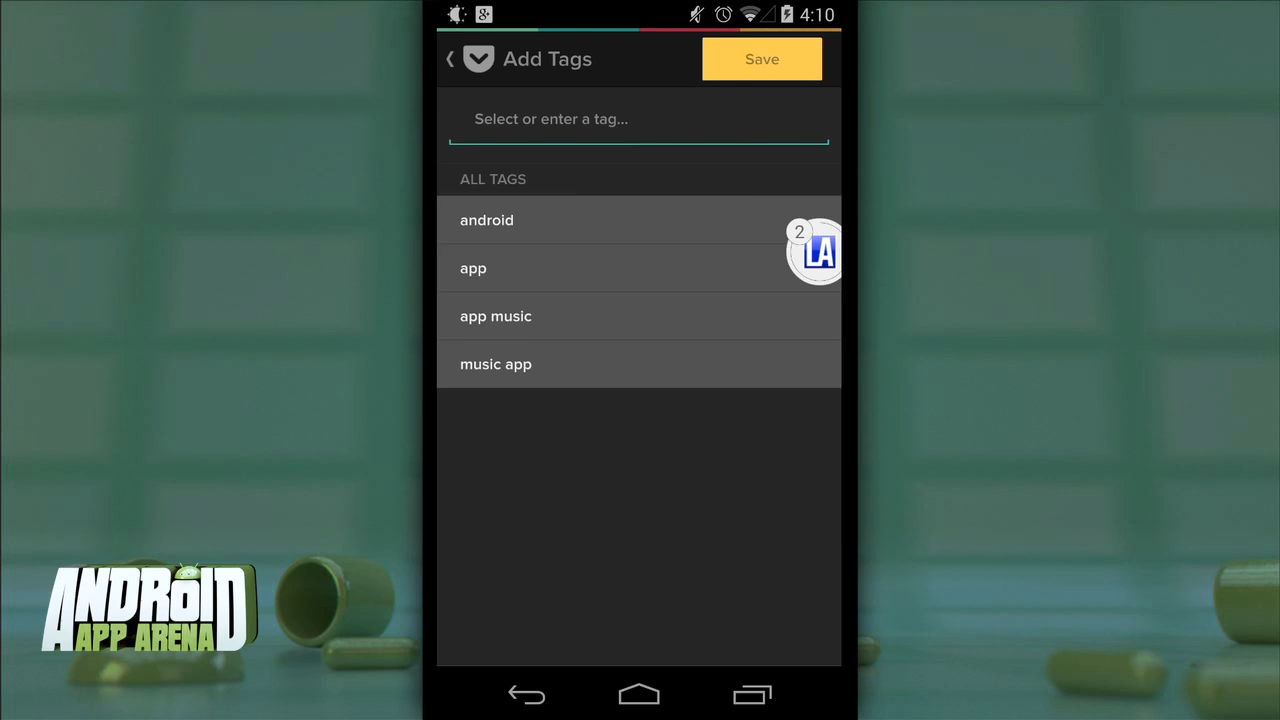 4:10
Add Tags
Save
Select or enter a tag...
ALL TAGS
android
2
LA
app
app music
music app
ANDROID
APP ARENA